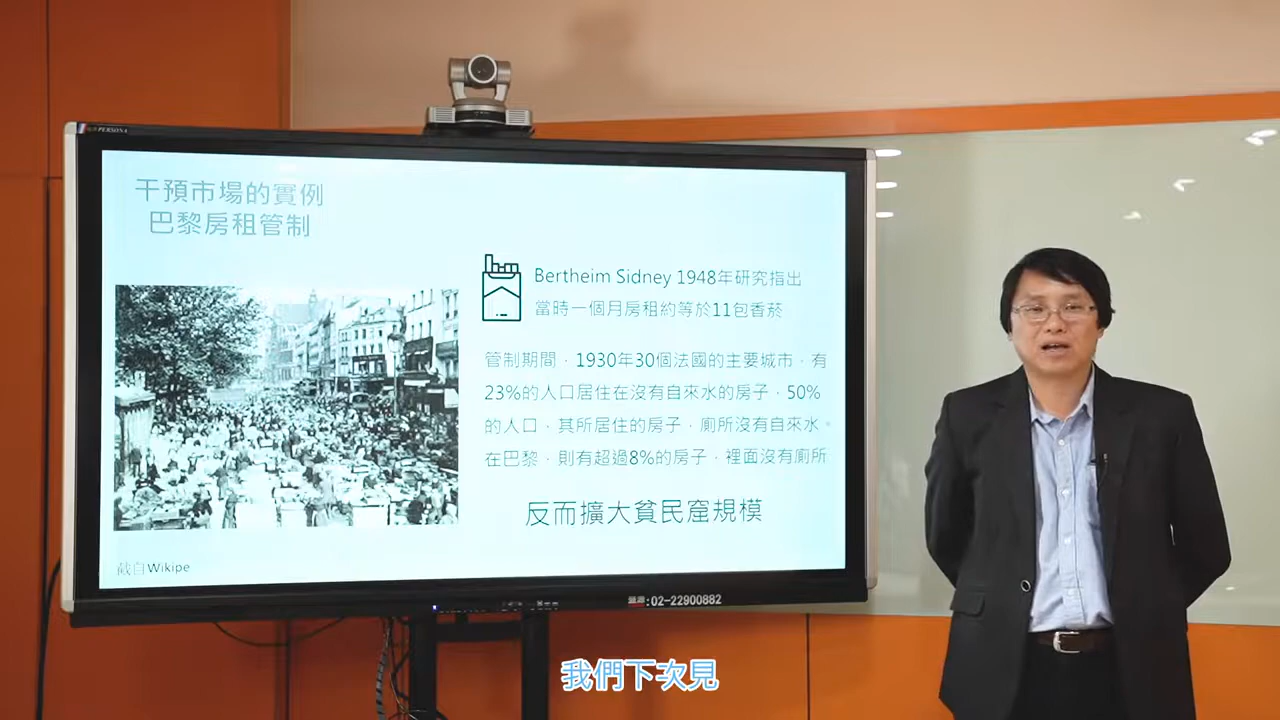 PERSONA
干預市場的實例
巴黎房租管制
Bertheim Sidney 1948年研究指出
當時一個月房租約等於11包香菸
管制期間，1930年30個法國的主要城市，有
23%的人口居住在沒有自來水的房子，50%
的人口，其所居住的房子，廁所沒有自來水。
在巴黎，則有超過8%的房子，裡面沒有廁所
反而擴大貧民窟規模
截自Wikipe
:02-22900882
我們下次見